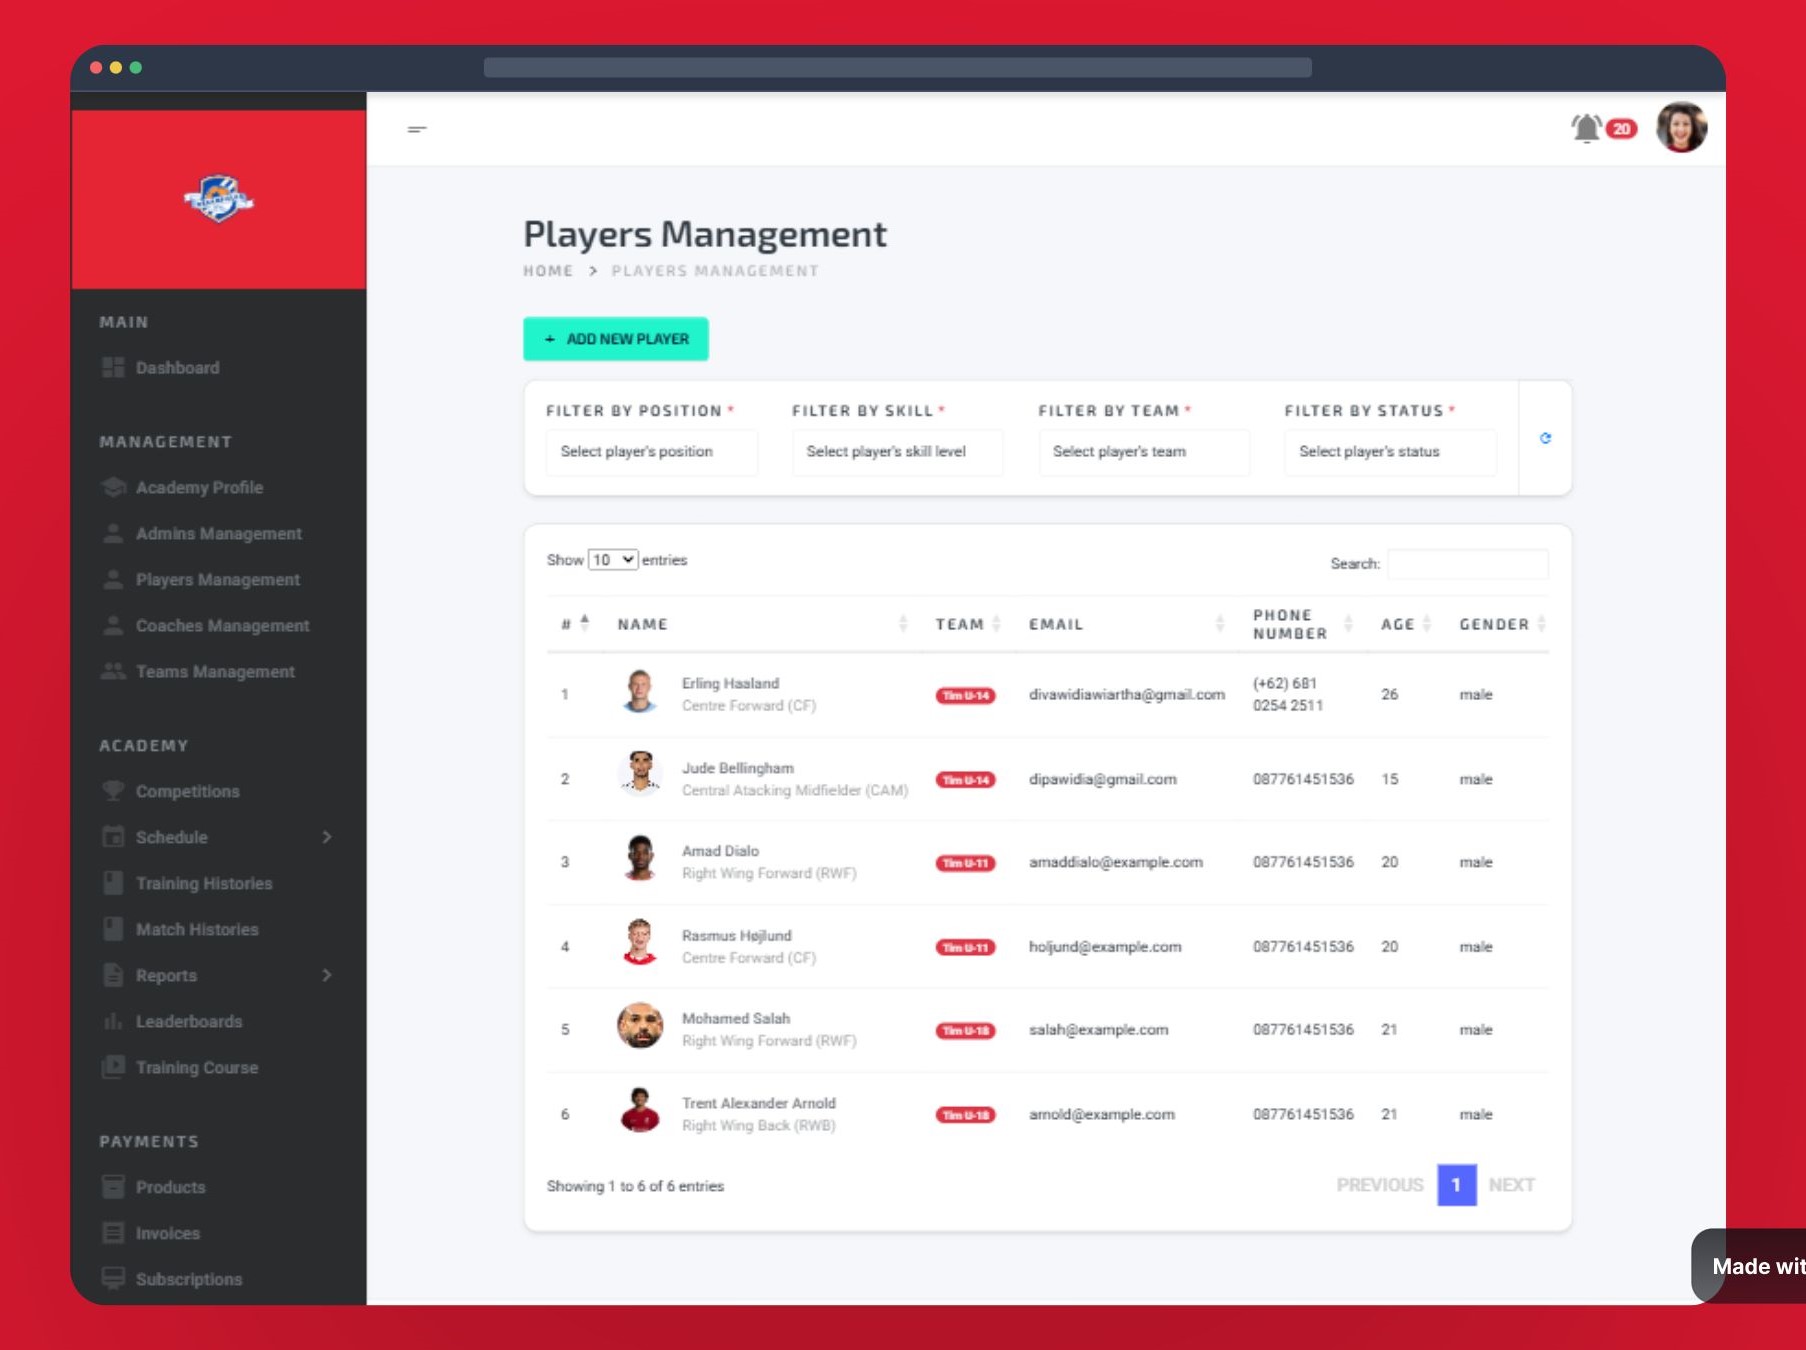 20
Players Management
HOME > PLAYERS MANAGEMENT
+ ADD NEW PLAYER
MAIN
Dashboard
MANAGEMENT
Academy Profile
Admins Management
Players Management
Coaches Management
Teams Management
ACADEMY
Competitions
Schedule
Training Histories
Match Histories
Reports
Leaderboards
Training Course
PAYMENTS
Products
Invoices
Subscriptions
FILTER BY POSITION * FILTER BY SKILL * FILTER BY TEAM * FILTER BY STATUS *
Select player's position Select player's skill level Select player's team Select player's status
Show 10 entries Search:
# NAME TEAM EMAIL PHONE NUMBER AGE GENDER
1 Erling Haaland Centre Forward (CF) Tim U-14 divawidiawiartha@gmail.com (+62) 681 0254 2511 26 male
2 Jude Bellingham Central Atacking Midfielder (CAM) Tim U-14 dipawidia@gmail.com 087761451536 15 male
3 Amad Dialo Right Wing Forward (RWF) Tim U-11 amaddialo@example.com 087761451536 20 male
4 Rasmus Højlund Centre Forward (CF) Tim U-11 holjund@example.com 087761451536 20 male
5 Mohamed Salah Right Wing Forward (RWF) Tim U-18 salah@example.com 087761451536 21 male
6 Trent Alexander Arnold Right Wing Back (RWB) Tim U-18 arnold@example.com 087761451536 21 male
Showing 1 to 6 of 6 entries PREVIOUS 1 NEXT
Made wit